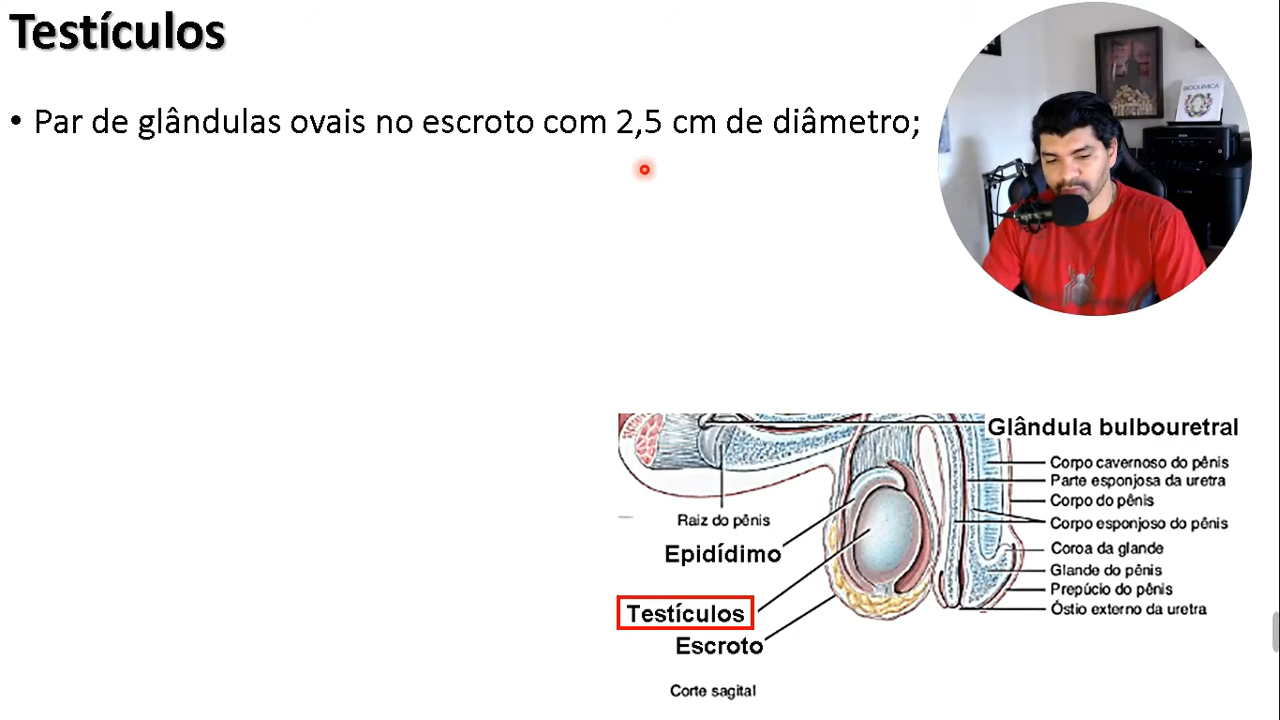 Testículos
• Par de glândulas ovais no escroto com 2,5 cm de diâmetro;
BIOQUÍMICA
Glândula bulbouretral
Corpo cavernoso do pênis
Parte esponjosa da uretra
Corpo do pênis
Raiz do pênis
Corpo esponjoso do pênis
Coroa da glande
Epidídimo
Glande do pênis
Prepúcio do pênis
Óstio externo da uretra
Testículos
Escroto
Corte sagital